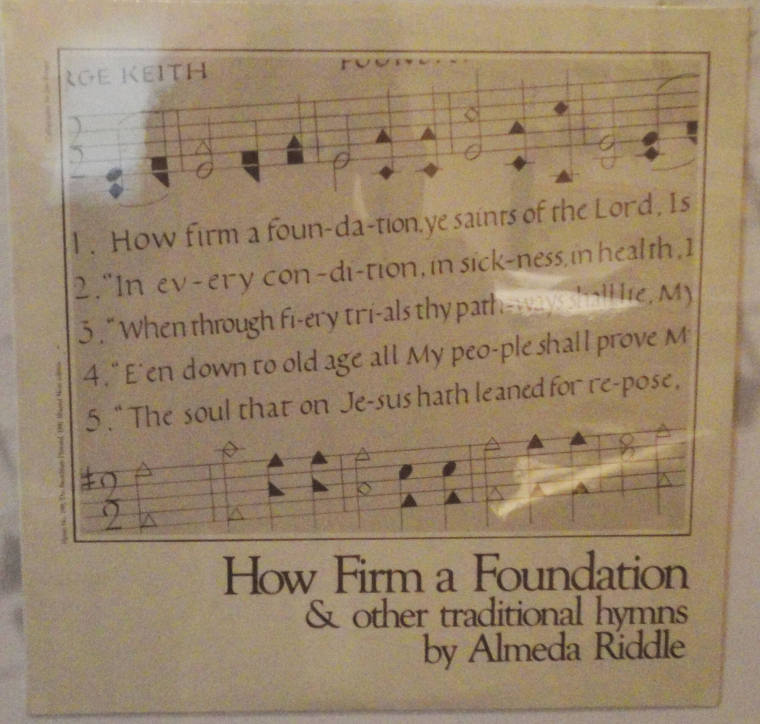 RGE KEITH
1. How firm a foun-da-tion, ye saints of the Lord, Is
2. "In ev-ery con-di-tion, in sick-ness, in health, I
3. "When through fi-ery tri-als thy path-ways shall lie, My
4. "E'en down to old age all My peo-ple shall prove M
5. "The soul that on Je-sus hath leaned for re-pose,
2
2
How Firm a Foundation
& other traditional hymns
by Almeda Riddle